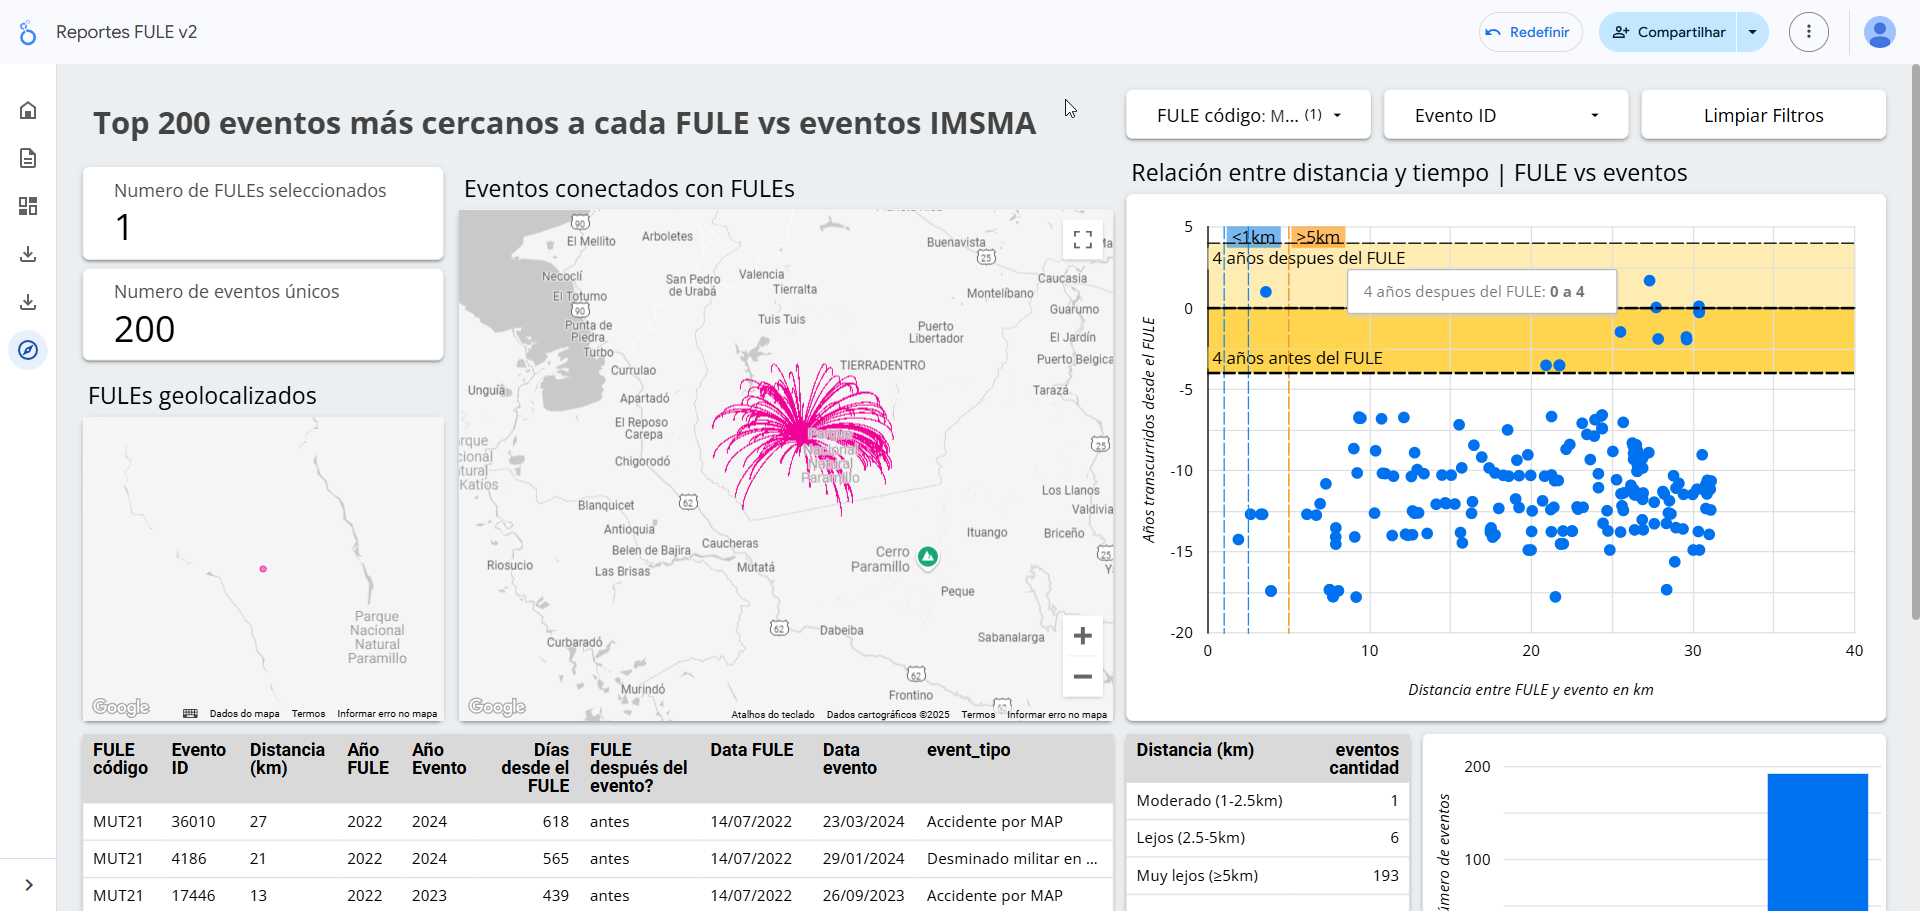 Reportes FULE v2
Redefinir
Compartilhar
Top 200 eventos más cercanos a cada FULE vs eventos IMSMA
FULE código: M... (1)
Evento ID
Limpiar Filtros
Numero de FULEs seleccionados
1
Numero de eventos únicos
200
FULEs geolocalizados
Parque
Nacional
Natural
Paramillo
Google
Dados do mapa
Termos
Informar erro no mapa
Eventos conectados con FULEs
90
El Mellito
Arboletes
Buenavista
25
Necoclí
San Pedro
de Urabá
Valencia
Tierralta
Caucasia
Montelíbano
El Totumo
90
Punta de
Piedra
Turbo
Tuis Tuis
Puerto
Libertador
Guarumo
El Jardín
Puerto Belgica
TIERRADENTRO
Currulao
Unguía
Apartadó
Tarazá
El Reposo
Carepa
Parque
Nacional
Natural
Paramillo
25
Chigorodó
Los Llanos
Blanquicet
62
Valdivia
Antioquia
Ituango
Briceño
Belen de Bajira
Caucheras
Cerro
Paramillo
25
Riosucio
Las Brisas
Mutatá
Peque
62
Dabeiba
Sabanalarga
Curbaradó
62
Murindó
Frontino
Google
Atalhos do teclado
Dados cartográficos ©2025
Termos
Informar erro no mapa
Relación entre distancia y tiempo | FULE vs eventos
5
<1km
>5km
4 años despues del FULE
4 años despues del FULE: 0 a 4
0
4 años antes del FULE
-5
-10
-15
-20
Años transcurridos desde el FULE
0
10
20
30
40
Distancia entre FULE y evento en km
FULE código
Evento ID
Distancia (km)
Año FULE
Año Evento
Días desde el FULE
FULE después del evento?
Data FULE
Data evento
event_tipo
MUT21 36010 27 2022 2024 618 antes 14/07/2022 23/03/2024 Accidente por MAP
MUT21 4186 21 2022 2024 565 antes 14/07/2022 29/01/2024 Desminado militar en ...
MUT21 17446 13 2022 2023 439 antes 14/07/2022 26/09/2023 Accidente por MAP
Distancia (km)
eventos cantidad
Moderado (1-2.5km) 1
Lejos (2.5-5km) 6
Muy lejos (≥5km) 193
200
100
número de eventos